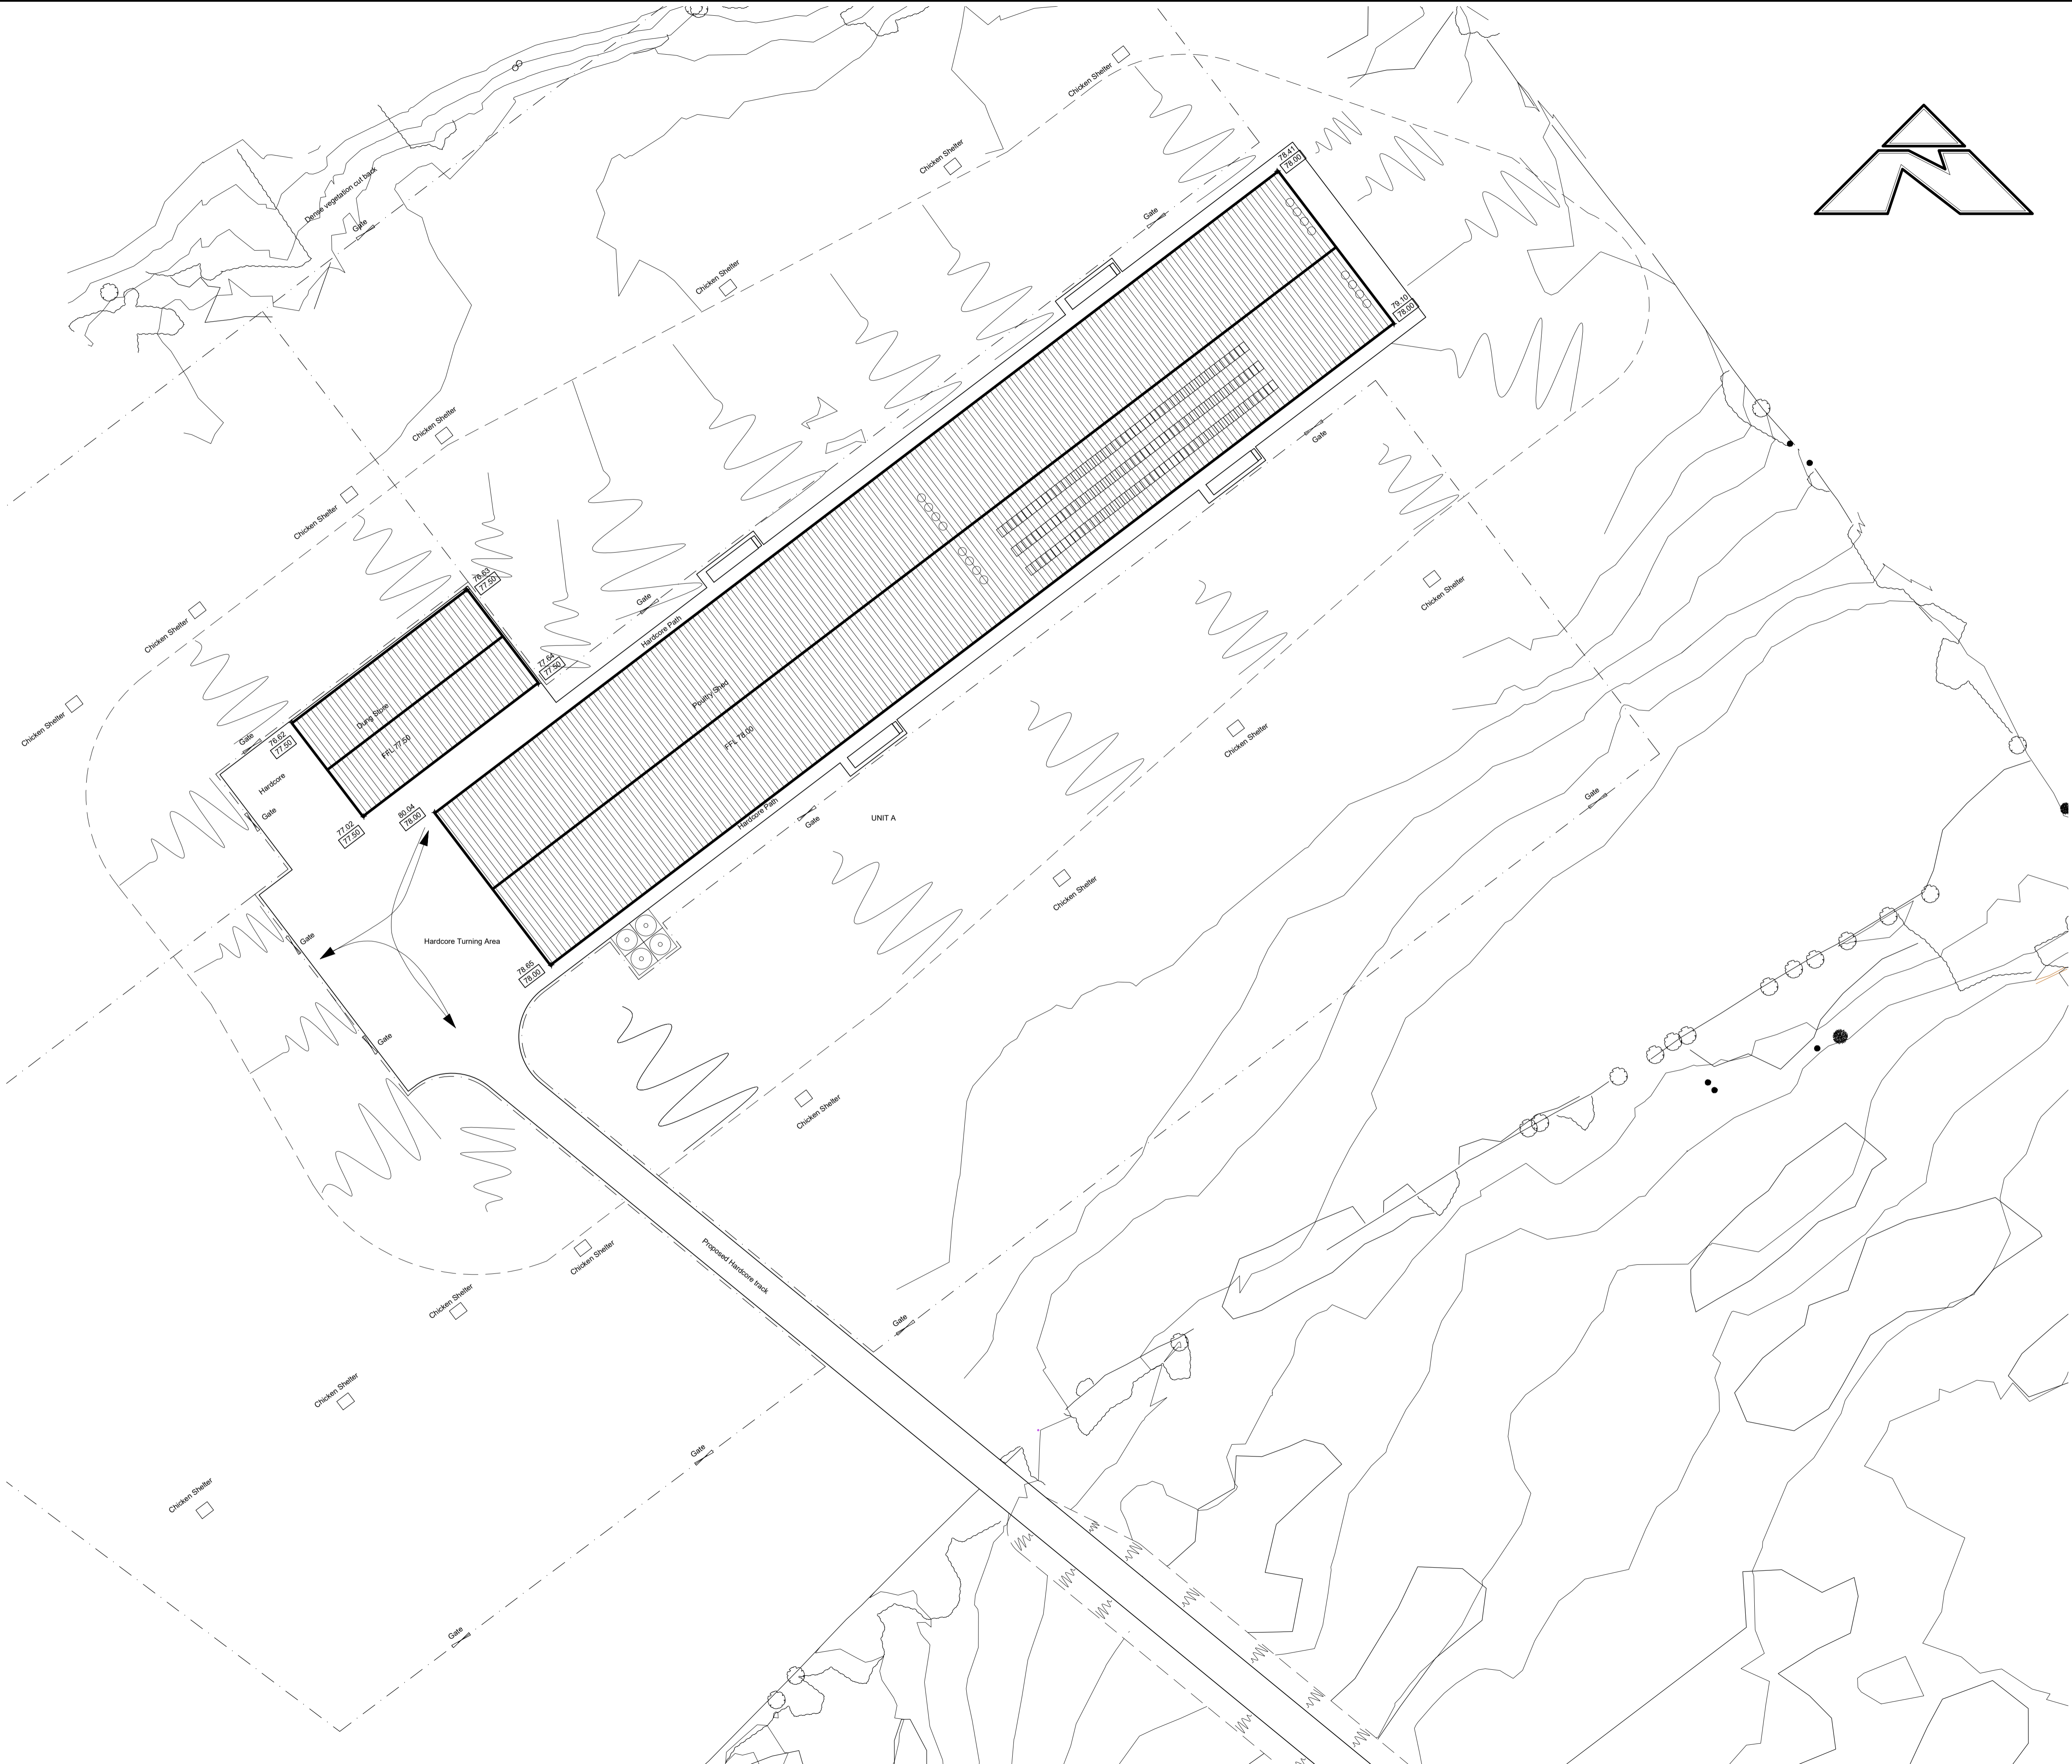 Chicken Shelter
Chicken Shelter
78.41
78.00
Dense vegetation cut back
Gate
Gate
Chicken Shelter
79.10
78.00
Chicken Shelter
Gate
Chicken Shelter
78.63
77.50
Gate
Chicken Shelter
Chicken Shelter
Hardcore Path
77.64
77.50
Poultry Shed
FFL 78.00
Dung Store
FFL 77.50
Chicken Shelter
Gate
76.62
77.50
Chicken Shelter
Hardcore
Gate
Gate
77.02
77.50
80.04
78.00
Hardcore Path
Gate
UNIT A
Chicken Shelter
Gate
Hardcore Turning Area
78.65
78.00
Gate
Chicken Shelter
Chicken Shelter
Proposed Hardcore track
Chicken Shelter
Gate
Chicken Shelter
Gate
Chicken Shelter
Gate